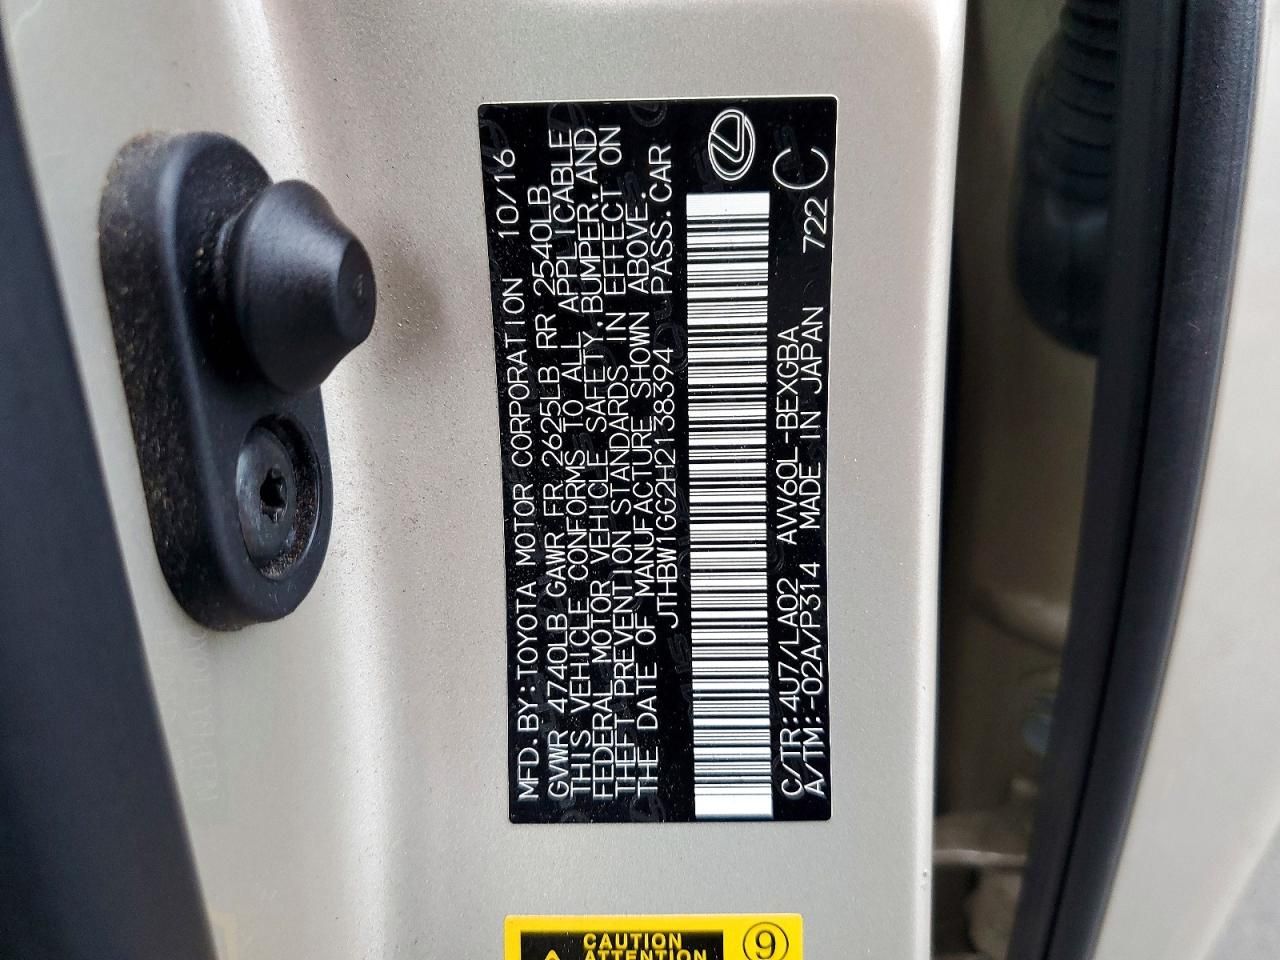 MFD.BY:TOYOTA MOTOR CORPORATION 10/16
GVWR 4740LB GAWR FR 2625LB RR 2540LB
THIS VEHICLE CONFORMS TO ALL APPLICABLE
FEDERAL MOTOR VEHICLE SAFETY,BUMPER,AND
THEFT PREVENTION STANDARDS IN EFFECT ON
THE DATE OF MANUFACTURE SHOWN ABOVE.
JTHBW1GG2H2138394 PASS.CAR
C/TR:4U7/LA02 AVV60L-BEXGBA
A/TM:-02A/P314 MADE IN JAPAN 722 C
CAUTION 9
ATTENTION